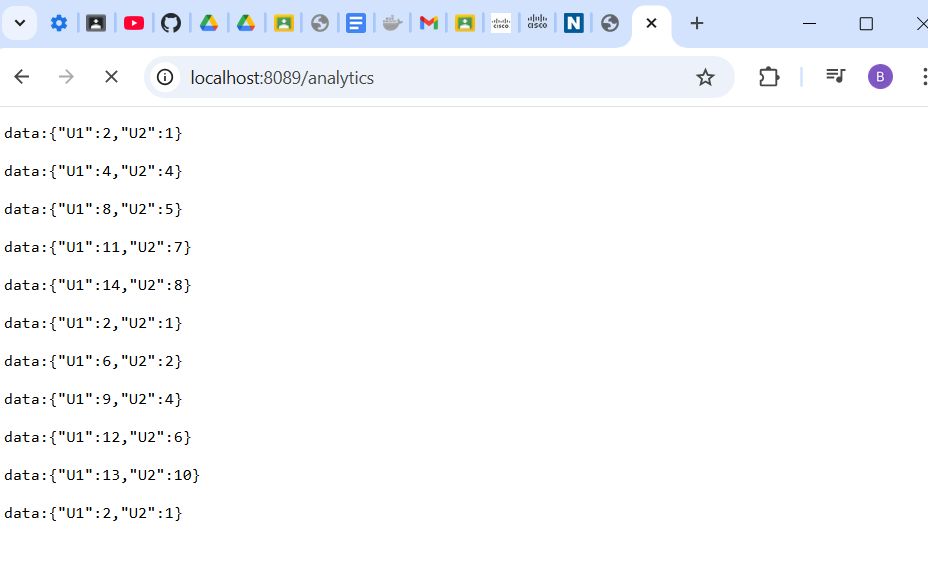 cisco
cisco
N
localhost:8089/analytics
B
data:{"U1":2,"U2":1}
data:{"U1":4,"U2":4}
data:{"U1":8,"U2":5}
data:{"U1":11,"U2":7}
data:{"U1":14,"U2":8}
data:{"U1":2,"U2":1}
data:{"U1":6,"U2":2}
data:{"U1":9,"U2":4}
data:{"U1":12,"U2":6}
data:{"U1":13,"U2":10}
data:{"U1":2,"U2":1}